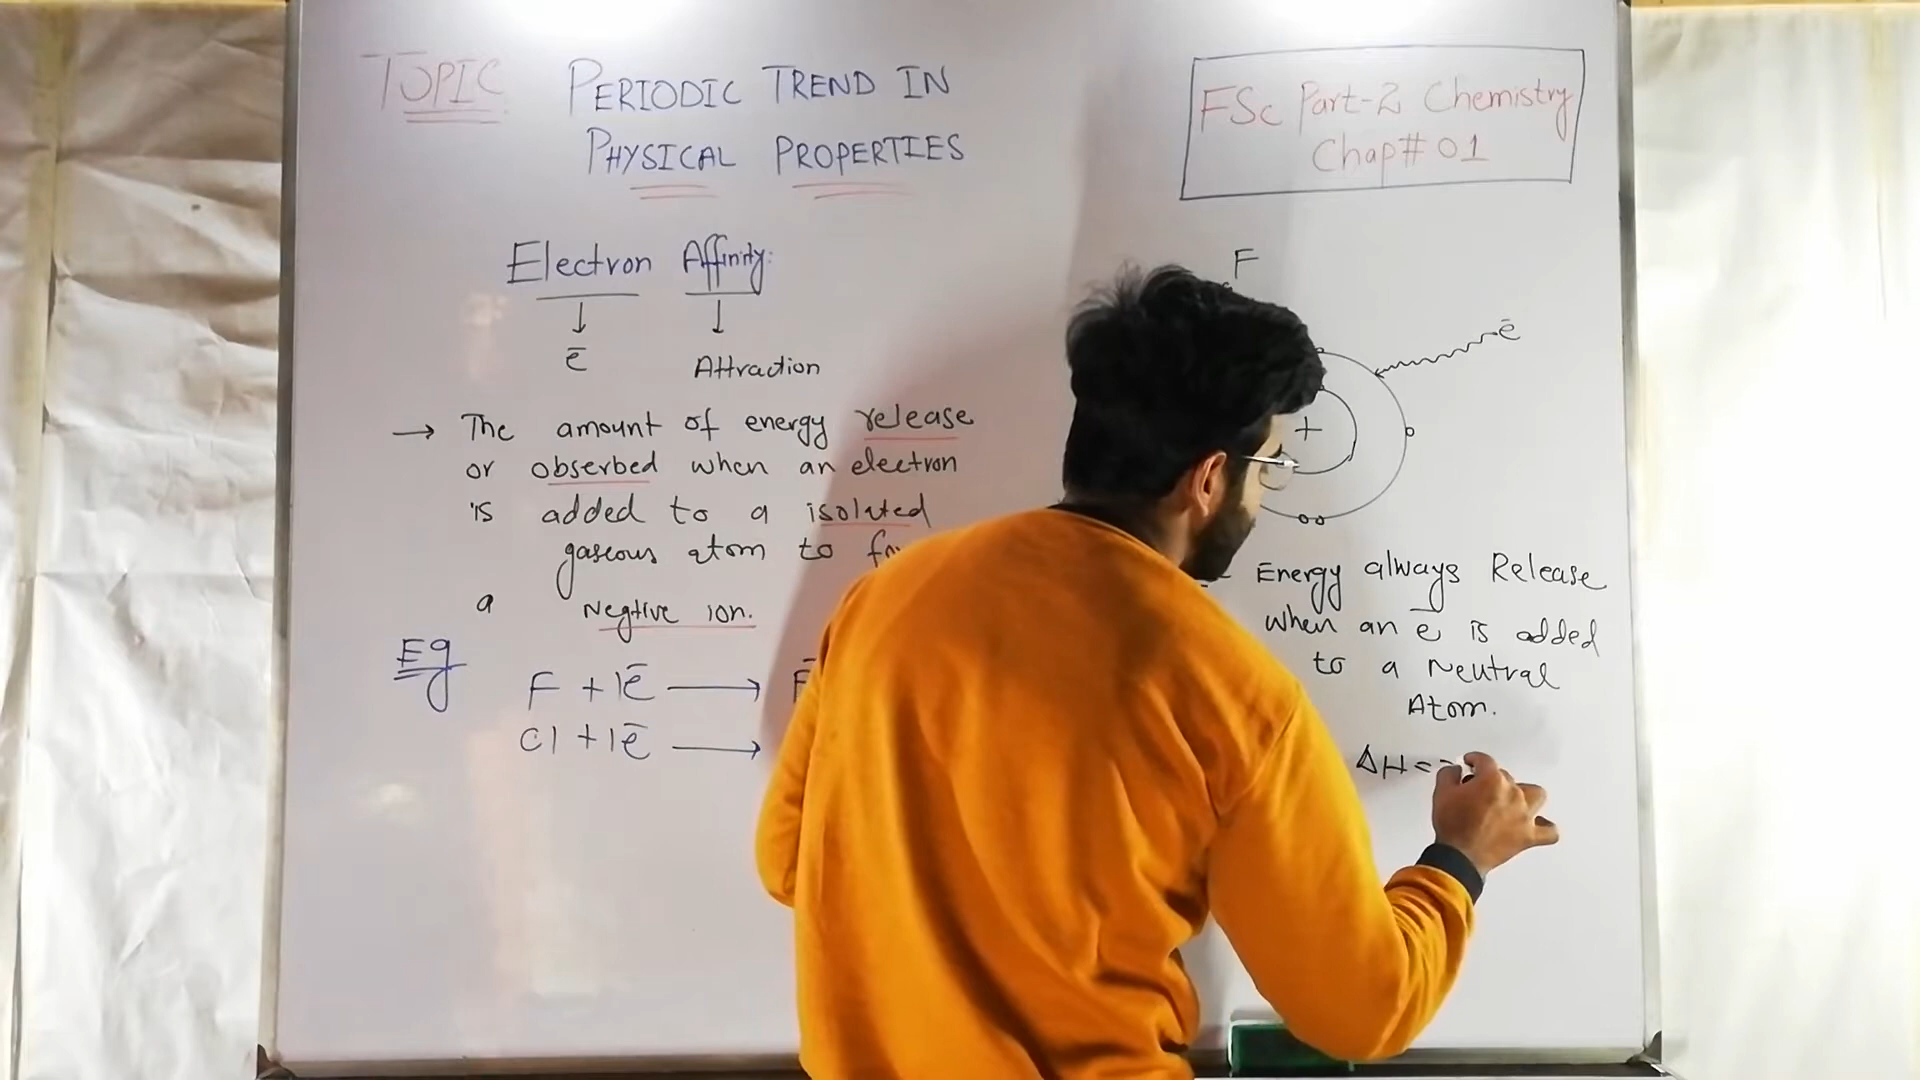 TOPIC PERIODIC TREND IN
PHYSICAL PROPERTIES
FSc Part-2 Chemistry
Chap# 01
Electron Affinity:
ē
Attraction
→ The amount of energy release
or obserbed when an electron
is added to a isolated
gaseous atom to
a Negtive ion.
Eg
F + 1ē ⟶ F̄
Cl + 1ē ⟶
F
ē
+
Energy always Release
when an ē is added
to a Neutral
Atom.
ΔH = -